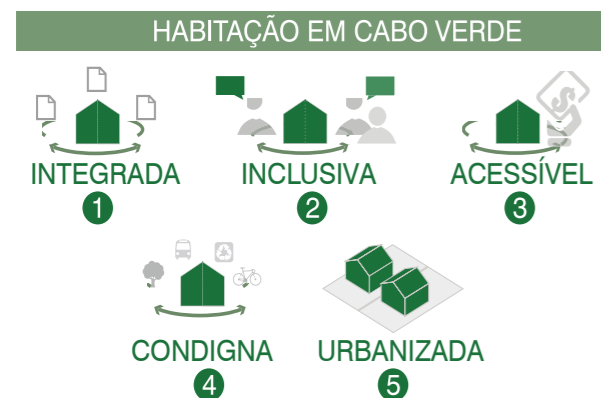 HABITAÇÃO EM CABO VERDE
INTEGRADA
1
INCLUSIVA
2
ACESSÍVEL
3
CONDIGNA
4
URBANIZADA
5